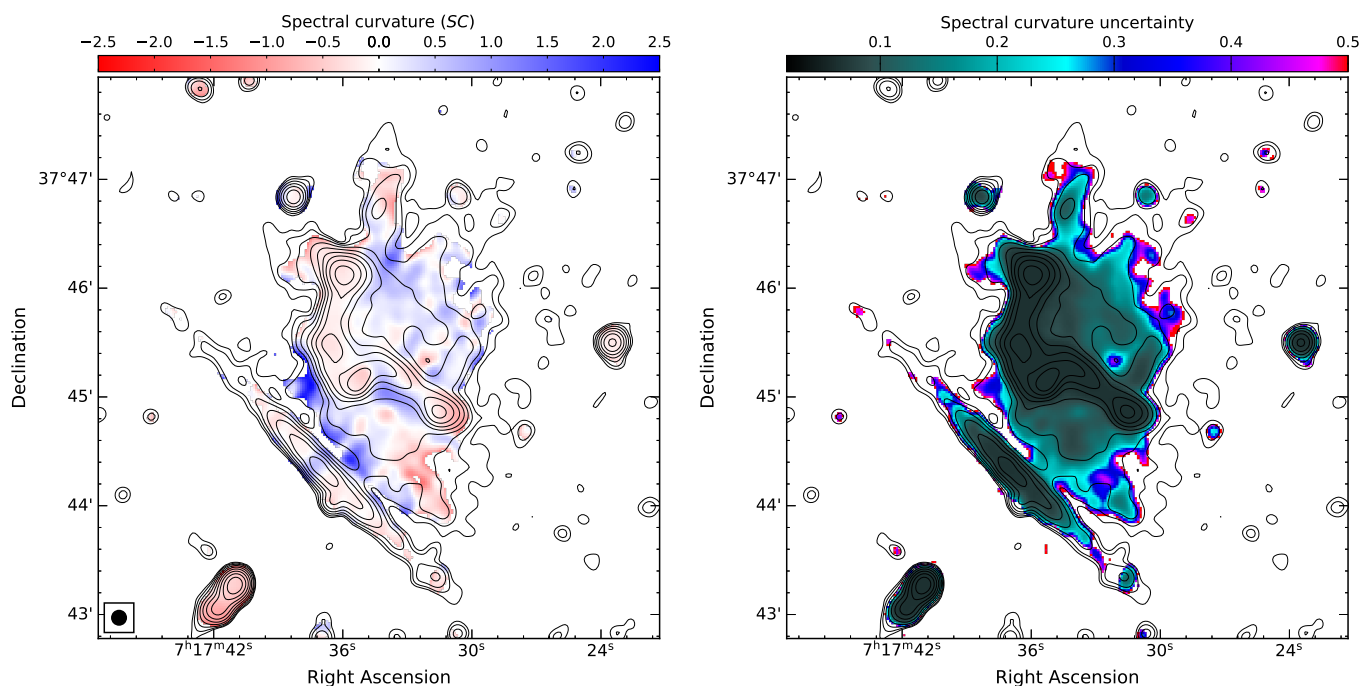 Spectral curvature (SC)
−2.5 −2.0 −1.5 −1.0 −0.5 0.0 0.5 1.0 1.5 2.0 2.5
37°47'
46'
45'
44'
43'
Declination
7ʰ17ᵐ42ˢ 36ˢ 30ˢ 24ˢ
Right Ascension
Spectral curvature uncertainty
0.1 0.2 0.3 0.4 0.5
37°47'
46'
45'
44'
43'
Declination
7ʰ17ᵐ42ˢ 36ˢ 30ˢ 24ˢ
Right Ascension